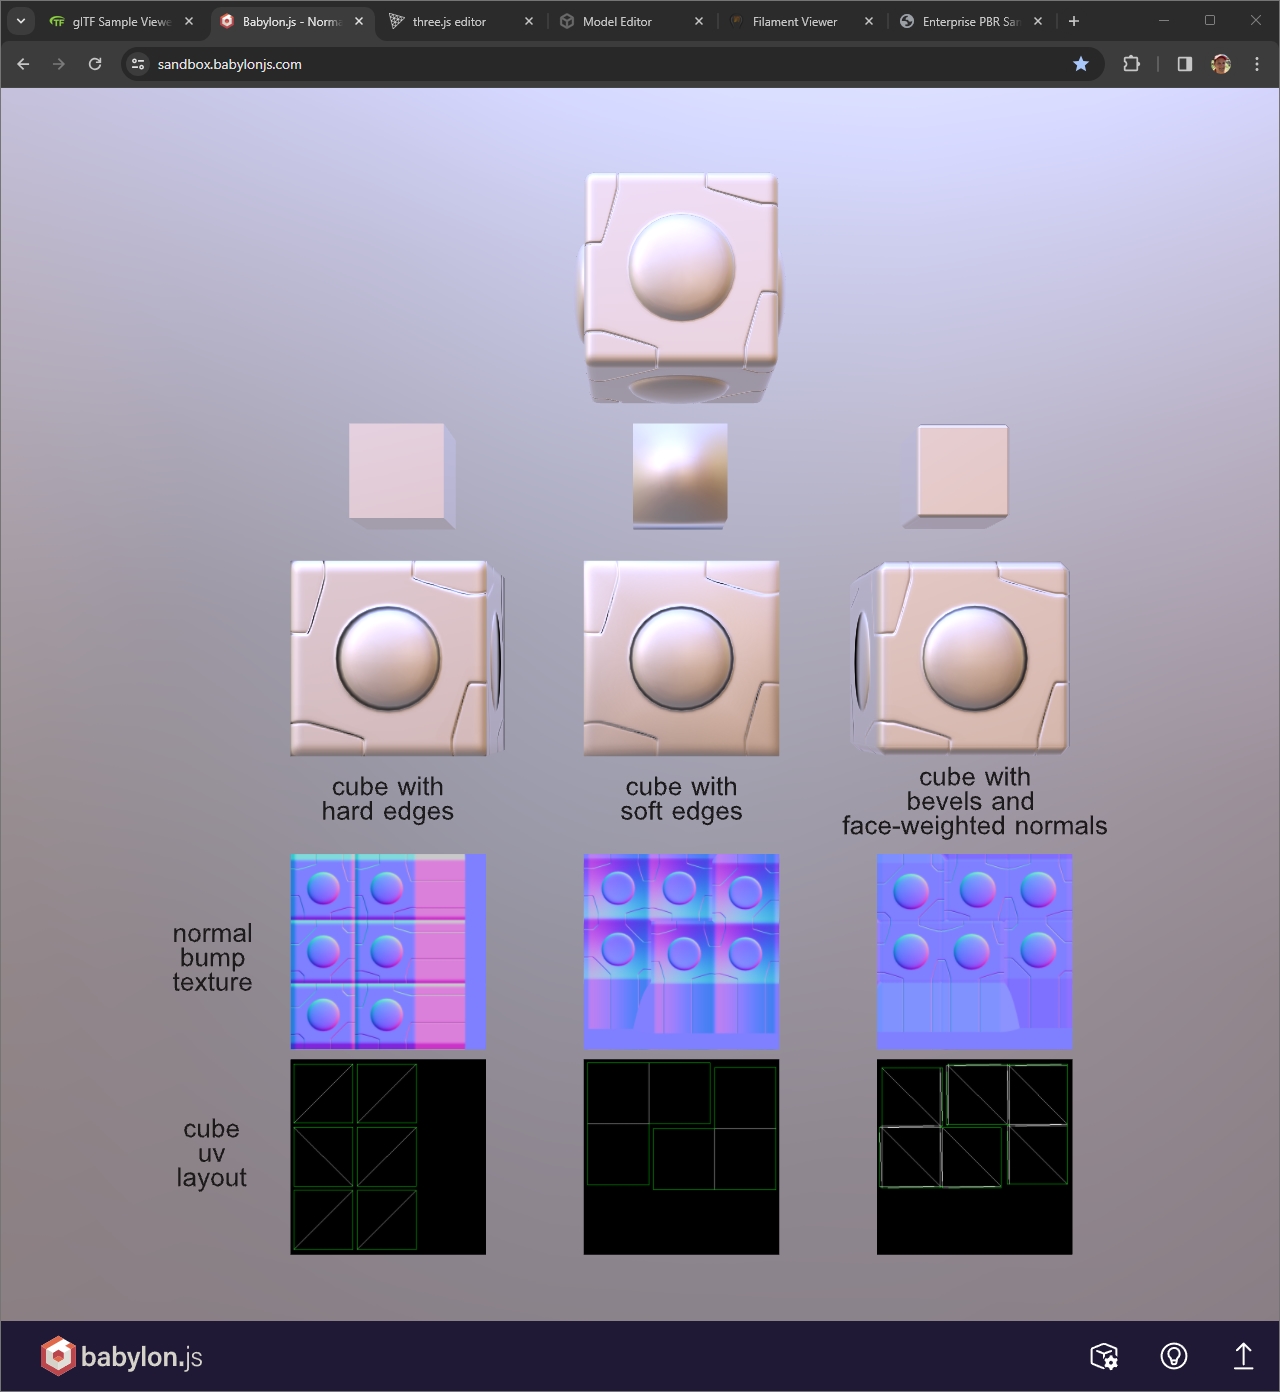 glTF Sample Viewe
Babylon.js - Norma
three.js editor
Model Editor
Filament Viewer
Enterprise PBR Sar
sandbox.babylonjs.com
cube with
hard edges
cube with
soft edges
cube with
bevels and
face-weighted normals
normal
bump
texture
cube
uv
layout
babylon.js